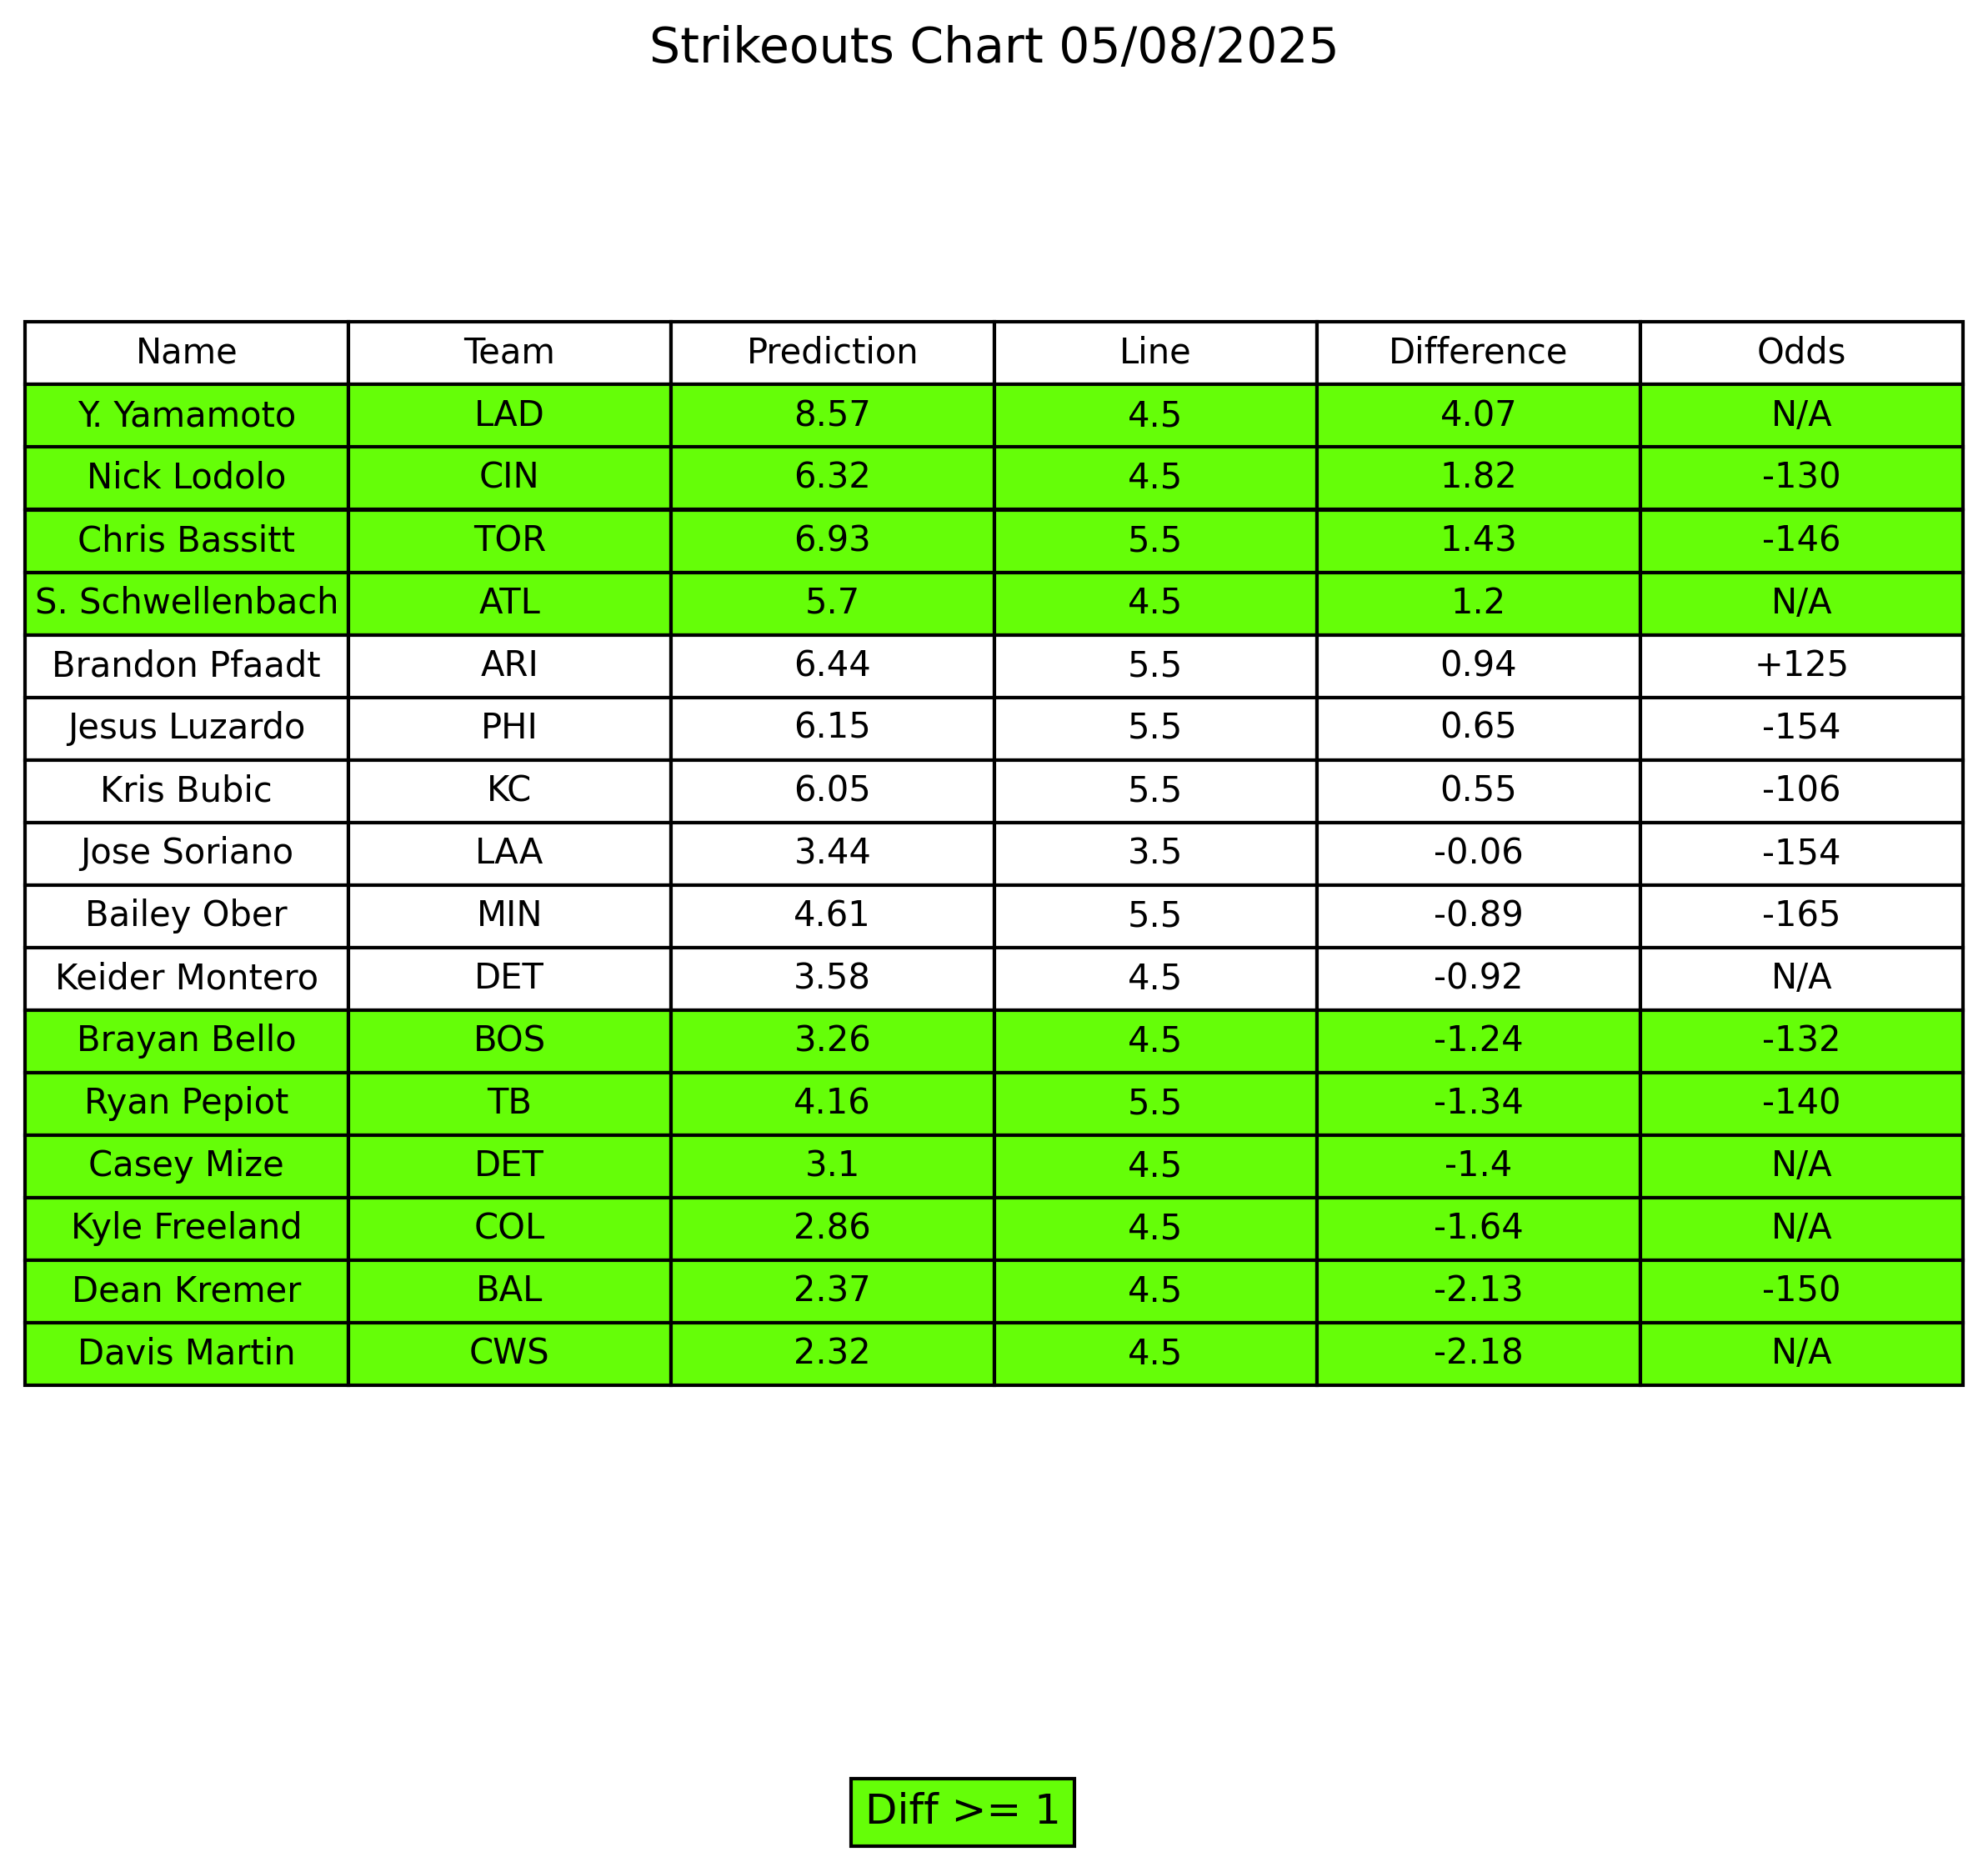 Strikeouts Chart 05/08/2025
Name Team Prediction Line Difference Odds
Y. Yamamoto LAD 8.57 4.5 4.07 N/A
Nick Lodolo CIN 6.32 4.5 1.82 -130
Chris Bassitt TOR 6.93 5.5 1.43 -146
S. Schwellenbach ATL 5.7 4.5 1.2 N/A
Brandon Pfaadt ARI 6.44 5.5 0.94 +125
Jesus Luzardo PHI 6.15 5.5 0.65 -154
Kris Bubic KC 6.05 5.5 0.55 -106
Jose Soriano LAA 3.44 3.5 -0.06 -154
Bailey Ober MIN 4.61 5.5 -0.89 -165
Keider Montero DET 3.58 4.5 -0.92 N/A
Brayan Bello BOS 3.26 4.5 -1.24 -132
Ryan Pepiot TB 4.16 5.5 -1.34 -140
Casey Mize DET 3.1 4.5 -1.4 N/A
Kyle Freeland COL 2.86 4.5 -1.64 N/A
Dean Kremer BAL 2.37 4.5 -2.13 -150
Davis Martin CWS 2.32 4.5 -2.18 N/A
Diff >= 1